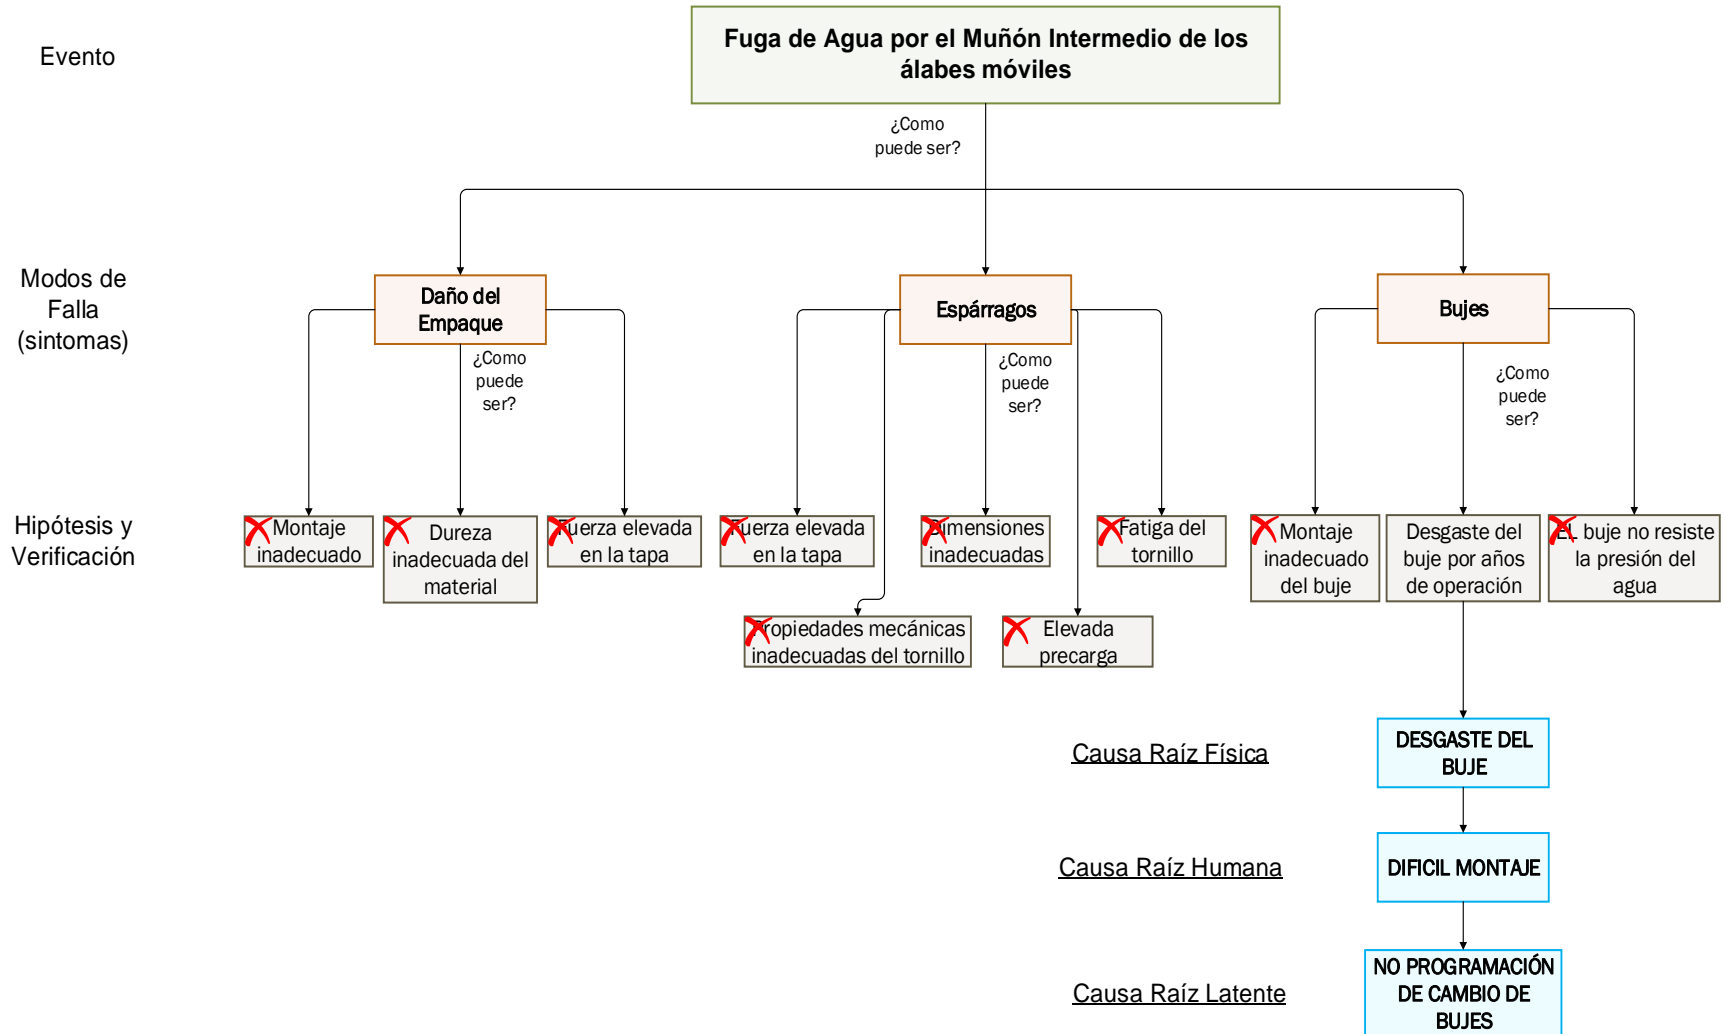 Evento
Fuga de Agua por el Muñón Intermedio de los
álabes móviles
¿Como
puede ser?
Modos de
Falla
(sintomas)
Daño del
Empaque
Espárragos
Bujes
¿Como
puede
ser?
¿Como
puede
ser?
¿Como
puede
ser?
Hipótesis y
Verificación
Montaje
inadecuado
Dureza
inadecuada del
material
Fuerza elevada
en la tapa
Fuerza elevada
en la tapa
Dimensiones
inadecuadas
Fatiga del
tornillo
Montaje
inadecuado
del buje
Desgaste del
buje por años
de operación
EL buje no resiste
la presión del
agua
Propiedades mecánicas
inadecuadas del tornillo
Elevada
precarga
Causa Raíz Física
DESGASTE DEL
BUJE
Causa Raíz Humana
DIFICIL MONTAJE
Causa Raíz Latente
NO PROGRAMACIÓN
DE CAMBIO DE
BUJES